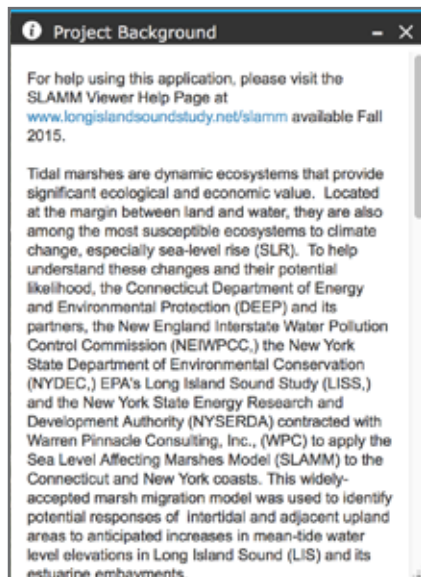 Project Background
For help using this application, please visit the
SLAMM Viewer Help Page at
www.longislandsoundstudy.net/slamm available Fall
2015.
Tidal marshes are dynamic ecosystems that provide
significant ecological and economic value. Located
at the margin between land and water, they are also
among the most susceptible ecosystems to climate
change, especially sea-level rise (SLR). To help
understand these changes and their potential
likelihood, the Connecticut Department of Energy
and Environmental Protection (DEEP) and its
partners, the New England Interstate Water Pollution
Control Commission (NEIWPCC,) the New York
State Department of Environmental Conservation
(NYDEC,) EPA's Long Island Sound Study (LISS,)
and the New York State Energy Research and
Development Authority (NYSERDA) contracted with
Warren Pinnacle Consulting, Inc., (WPC) to apply the
Sea Level Affecting Marshes Model (SLAMM) to the
Connecticut and New York coasts. This widely-
accepted marsh migration model was used to identify
potential responses of intertidal and adjacent upland
areas to anticipated increases in mean-tide water
level elevations in Long Island Sound (LIS) and its
estuarine embayments.